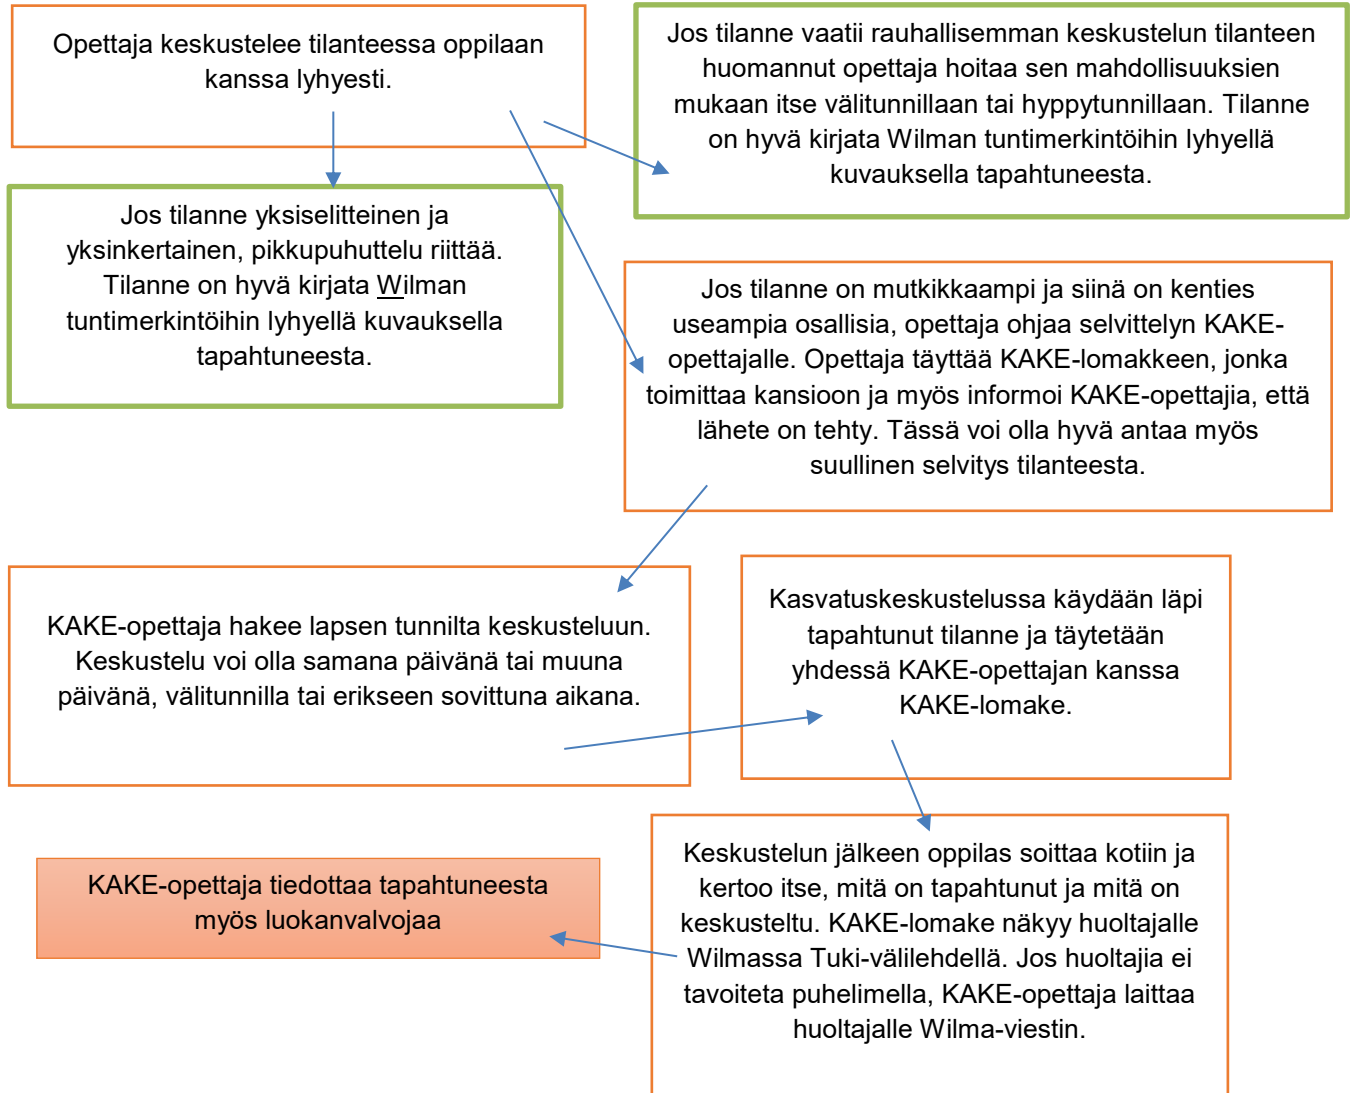 Opettaja keskustelee tilanteessa oppilaan
kanssa lyhyesti.
Jos tilanne vaatii rauhallisemman keskustelun tilanteen
huomannut opettaja hoitaa sen mahdollisuuksien
mukaan itse välitunnillaan tai hyppytunnillaan. Tilanne
on hyvä kirjata Wilman tuntimerkintöihin lyhyellä
kuvauksella tapahtuneesta.
Jos tilanne yksiselitteinen ja
yksinkertainen, pikkupuhuttelu riittää.
Tilanne on hyvä kirjata Wilman
tuntimerkintöihin lyhyellä kuvauksella
tapahtuneesta.
Jos tilanne on mutkikkaampi ja siinä on kenties
useampia osallisia, opettaja ohjaa selvittelyn KAKE-
opettajalle. Opettaja täyttää KAKE-lomakkeen, jonka
toimittaa kansioon ja myös informoi KAKE-opettajia, että
lähete on tehty. Tässä voi olla hyvä antaa myös
suullinen selvitys tilanteesta.
KAKE-opettaja hakee lapsen tunnilta keskusteluun.
Keskustelu voi olla samana päivänä tai muuna
päivänä, välitunnilla tai erikseen sovittuna aikana.
Kasvatuskeskustelussa käydään läpi
tapahtunut tilanne ja täytetään
yhdessä KAKE-opettajan kanssa
KAKE-lomake.
Keskustelun jälkeen oppilas soittaa kotiin ja
kertoo itse, mitä on tapahtunut ja mitä on
keskusteltu. KAKE-lomake näkyy huoltajalle
Wilmassa Tuki-välilehdellä. Jos huoltajia ei
tavoiteta puhelimella, KAKE-opettaja laittaa
huoltajalle Wilma-viestin.
KAKE-opettaja tiedottaa tapahtuneesta
myös luokanvalvojaa